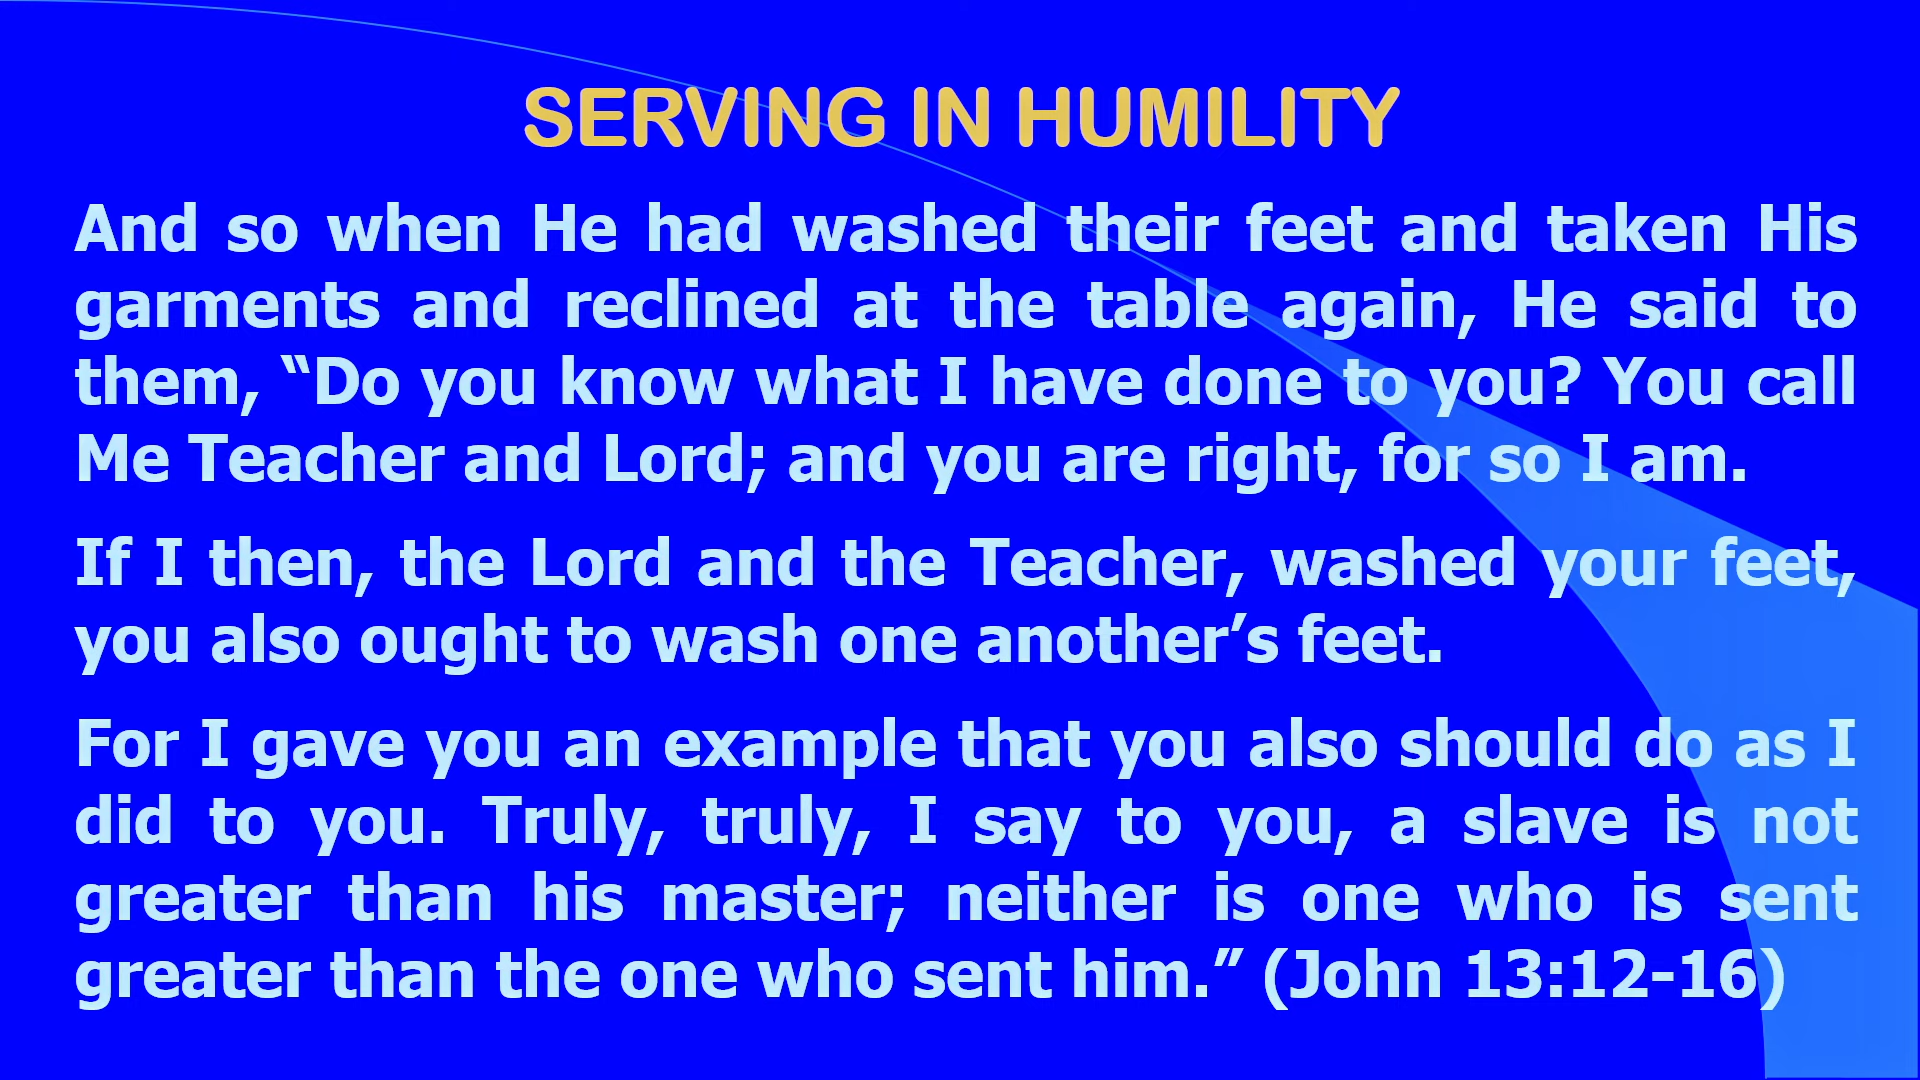 SERVING IN HUMILITY
And so when He had washed their feet and taken His
garments and reclined at the table again, He said to
them, “Do you know what I have done to you? You call
Me Teacher and Lord; and you are right, for so I am.
If I then, the Lord and the Teacher, washed your feet,
you also ought to wash one another’s feet.
For I gave you an example that you also should do as I
did to you. Truly, truly, I say to you, a slave is not
greater than his master; neither is one who is sent
greater than the one who sent him.” (John 13:12-16)